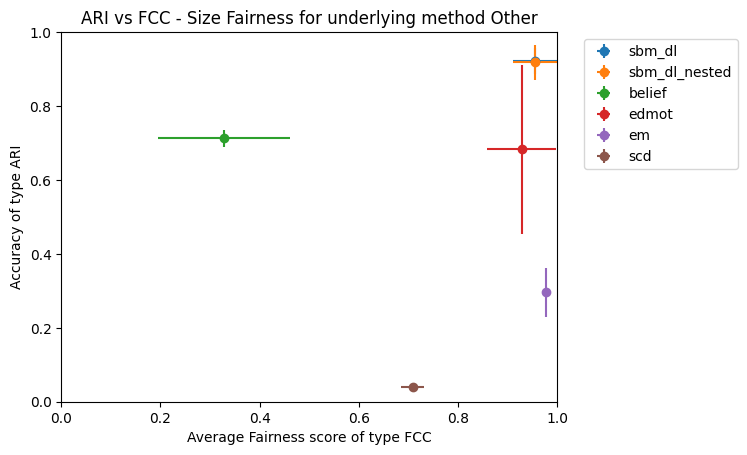 ARI vs FCC - Size Fairness for underlying method Other
1.0
0.8
0.6
0.4
0.2
0.0
Accuracy of type ARI
0.0 0.2 0.4 0.6 0.8 1.0
Average Fairness score of type FCC
sbm_dl
sbm_dl_nested
belief
edmot
em
scd